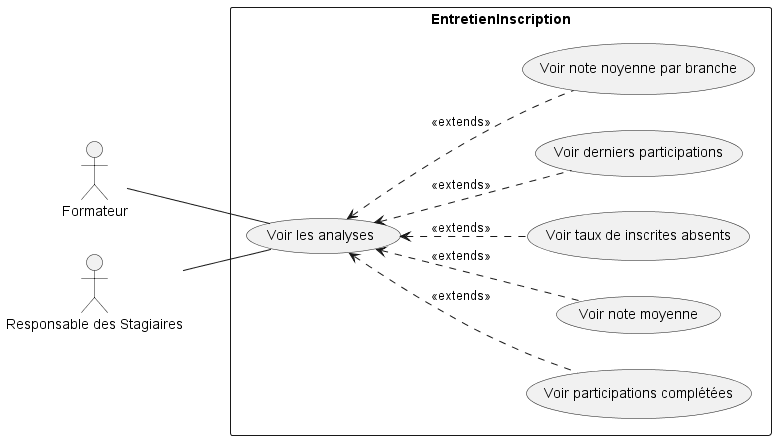 EntretienInscription
Voir note noyenne par branche
«extends»
Voir derniers participations
«extends»
Formateur
Voir les analyses
«extends»
Voir taux de inscrites absents
«extends»
Voir note moyenne
«extends»
Responsable des Stagiaires
Voir participations complétées